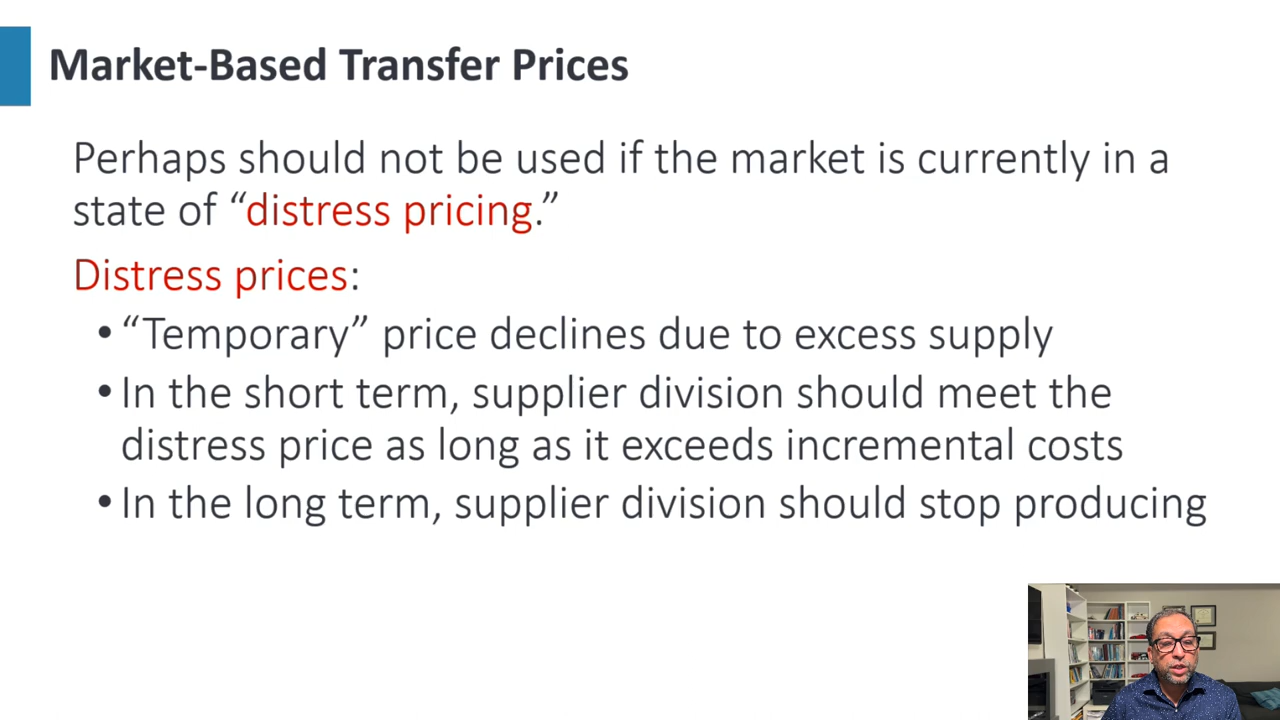 Market-Based Transfer Prices
Perhaps should not be used if the market is currently in a
state of “distress pricing.”
Distress prices:
• “Temporary” price declines due to excess supply
• In the short term, supplier division should meet the
distress price as long as it exceeds incremental costs
• In the long term, supplier division should stop producing